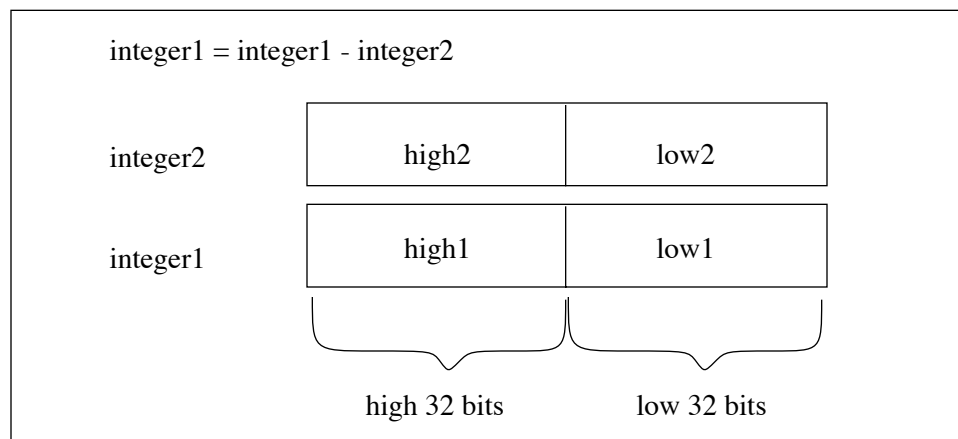 integer1 = integer1 - integer2
integer2 high2 low2
integer1 high1 low1
high 32 bits low 32 bits